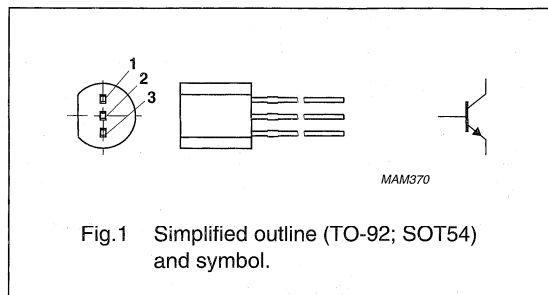 1
2
3
MAM370
Fig.1 Simplified outline (TO-92; SOT54)
and symbol.